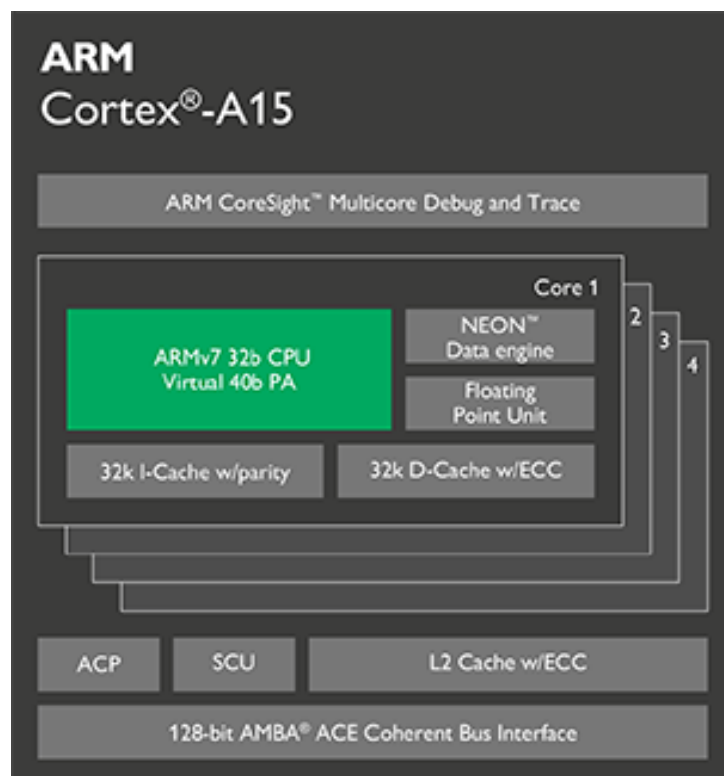 ARM
Cortex®-A15
ARM CoreSight™ Multicore Debug and Trace
Core 1
2
3
4
ARMv7 32b CPU
Virtual 40b PA
NEON™
Data engine
Floating
Point Unit
32k I-Cache w/parity
32k D-Cache w/ECC
ACP
SCU
L2 Cache w/ECC
128-bit AMBA® ACE Coherent Bus Interface